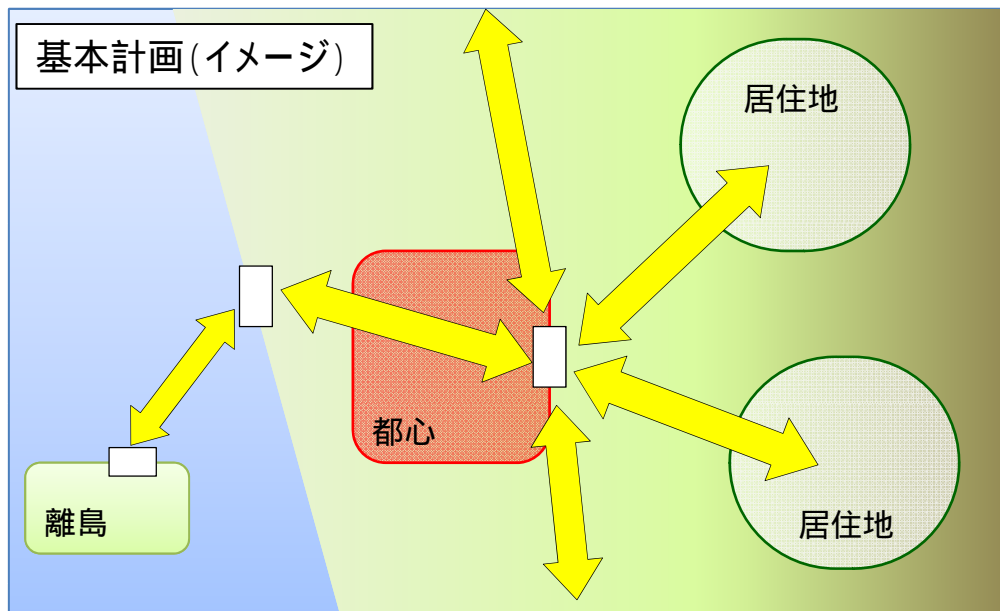 基本計画(イメージ)
居住地
都心
離島
居住地